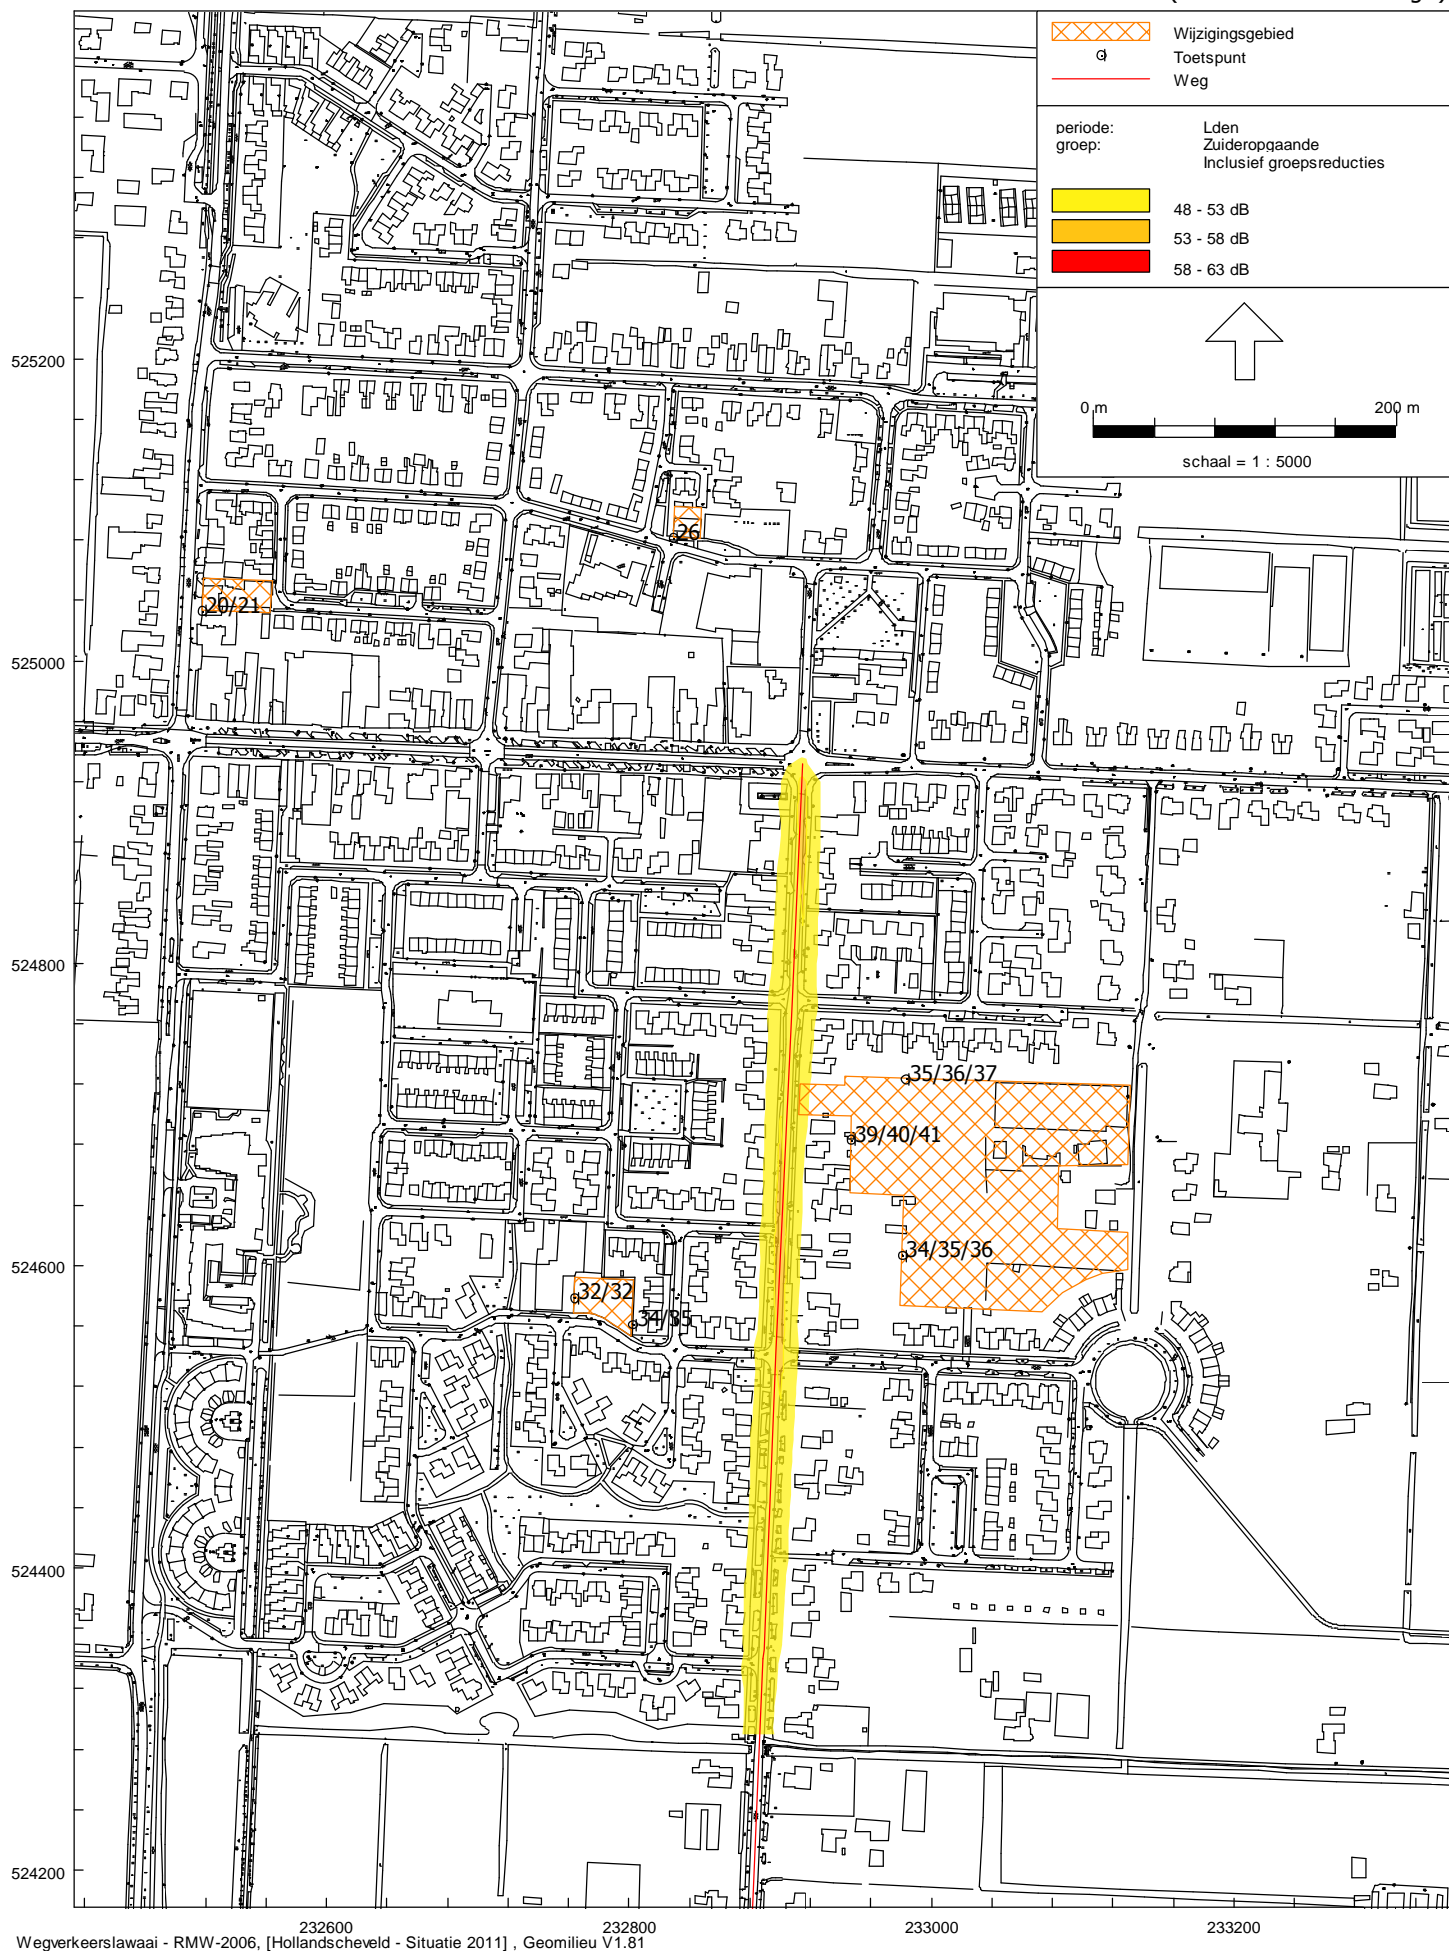 Wijzigingsgebied
Toetspunt
Weg
periode: Lden
groep: Zuideropgaande
Inclusief groepsreducties
48 - 53 dB
53 - 58 dB
58 - 63 dB
0 m 200 m
schaal = 1 : 5000
525200
26
20/21
525000
524800
35/36/37
39/40/41
34/35/36
524600
32/32
34/35
524400
524200
232600 232800 233000 233200
Wegverkeerslawaai - RMW-2006, [Hollandscheveld - Situatie 2011] , Geomilieu V1.81